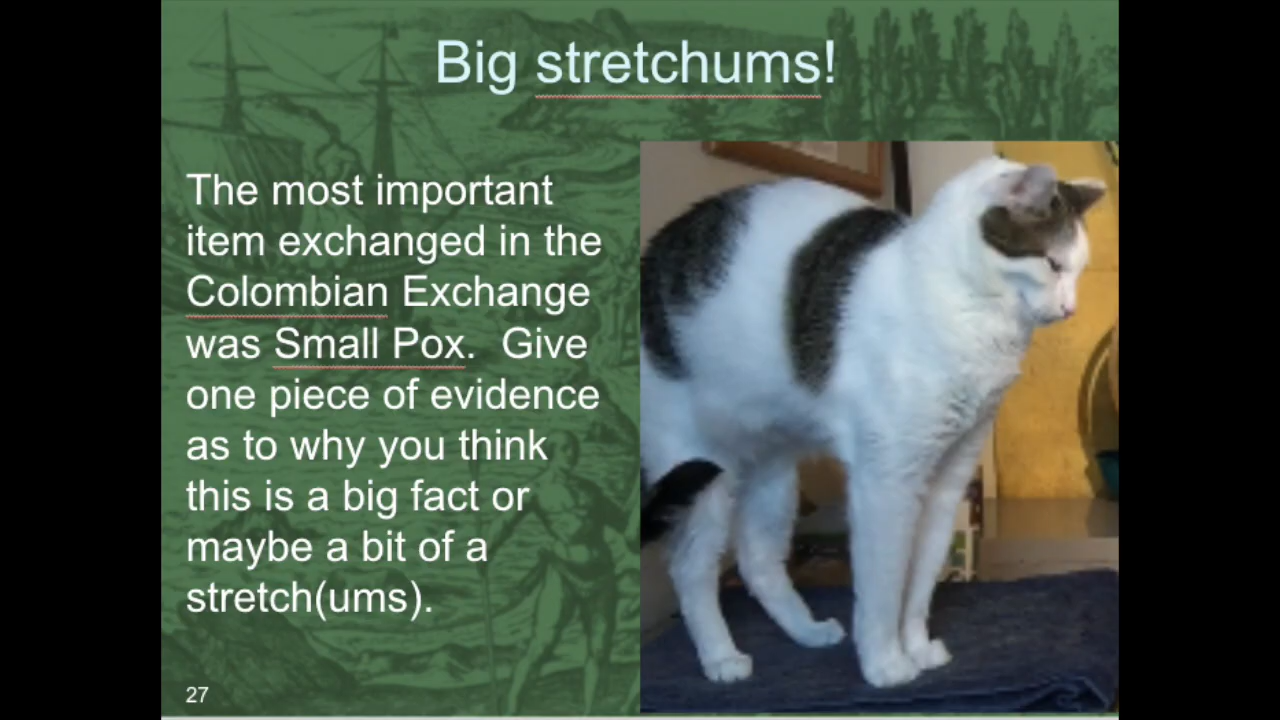 Big stretchums!
The most important
item exchanged in the
Colombian Exchange
was Small Pox.  Give
one piece of evidence
as to why you think
this is a big fact or
maybe a bit of a
stretch(ums).
27